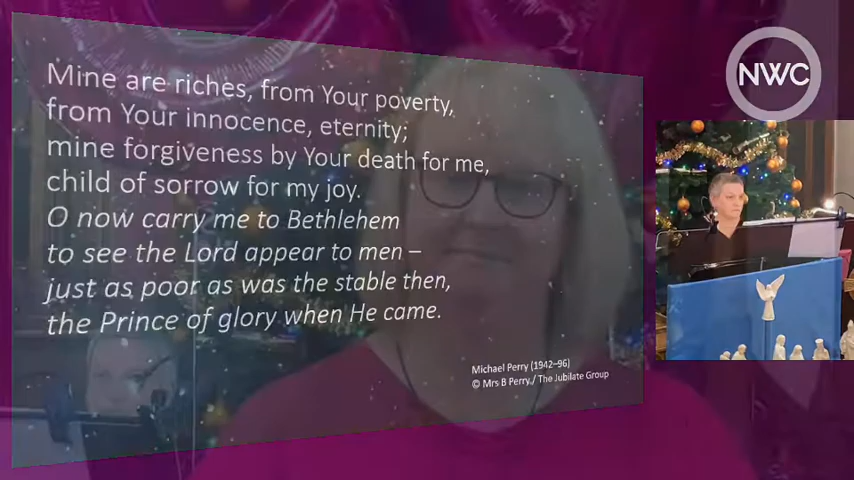 Mine are riches, from Your poverty,
from Your innocence, eternity;
mine forgiveness by Your death for me,
child of sorrow for my joy.
O now carry me to Bethlehem
to see the Lord appear to men –
just as poor as was the stable then,
the Prince of glory when He came.
Michael Perry (1942–96)
© Mrs B Perry./ The Jubilate Group
NWC